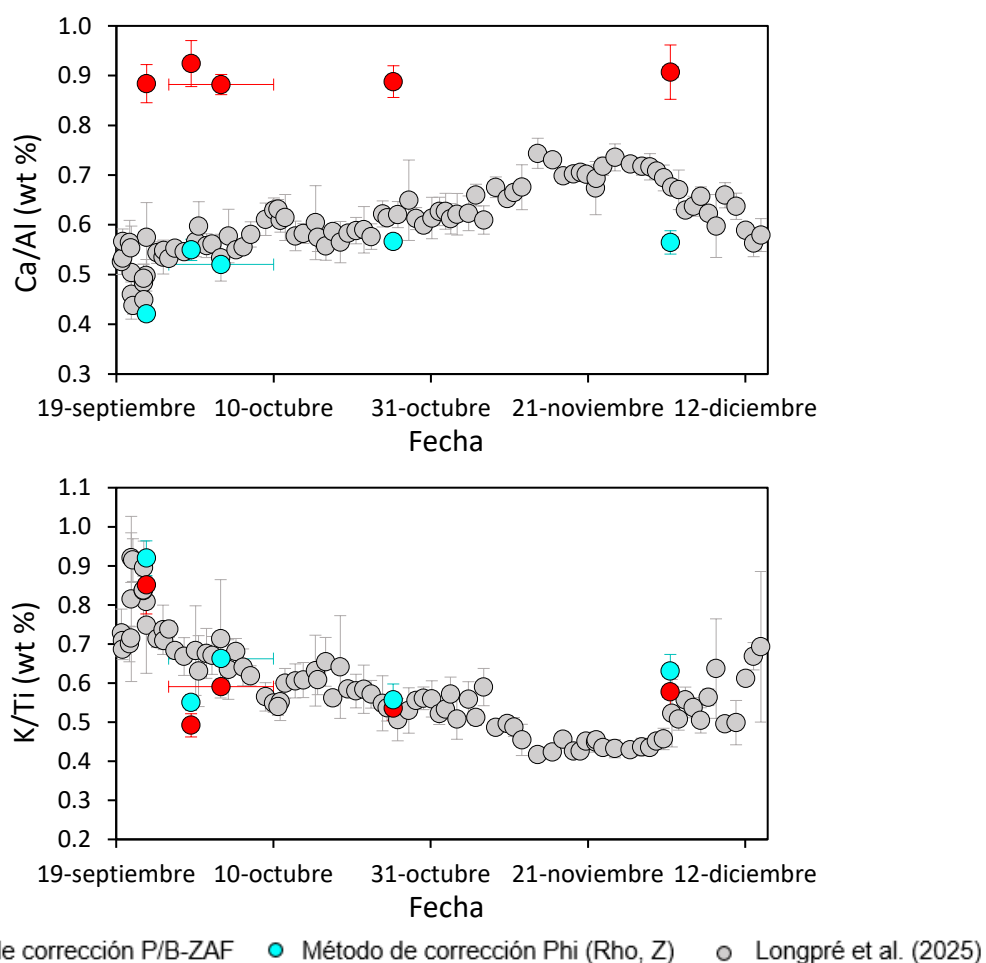 1.0
0.9
0.8
0.7
0.6
0.5
0.4
0.3
Ca/Al (wt %)
19-septiembre 10-octubre 31-octubre 21-noviembre 12-diciembre
Fecha
1.1
1.0
0.9
0.8
0.7
0.6
0.5
0.4
0.3
0.2
K/Ti (wt %)
19-septiembre 10-octubre 31-octubre 21-noviembre 12-diciembre
Fecha
de corrección P/B-ZAF Método de corrección Phi (Rho, Z) Longpré et al. (2025)